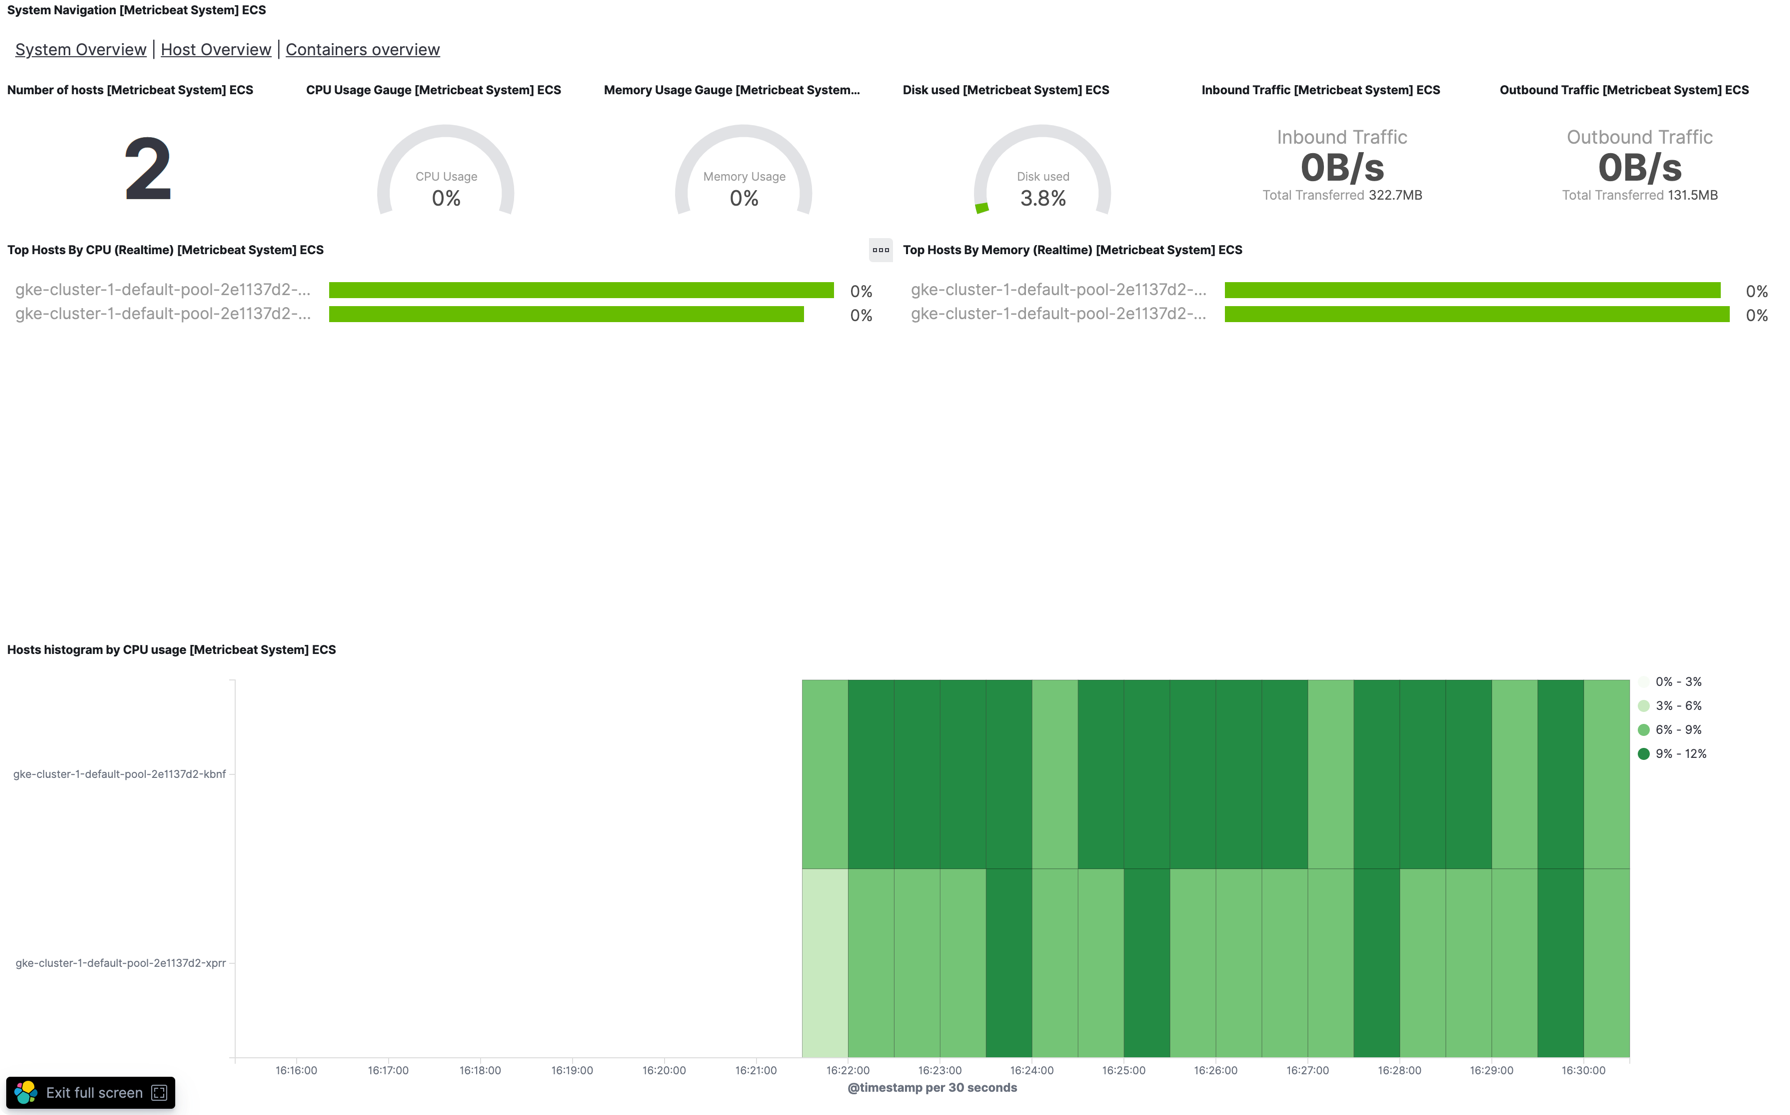 System Navigation [Metricbeat System] ECS
System Overview | Host Overview | Containers overview
Number of hosts [Metricbeat System] ECS
CPU Usage Gauge [Metricbeat System] ECS
Memory Usage Gauge [Metricbeat System...
Disk used [Metricbeat System] ECS
Inbound Traffic [Metricbeat System] ECS
Outbound Traffic [Metricbeat System] ECS
2
CPU Usage
0%
Memory Usage
0%
Disk used
3.8%
Inbound Traffic
0B/s
Total Transferred 322.7MB
Outbound Traffic
0B/s
Total Transferred 131.5MB
Top Hosts By CPU (Realtime) [Metricbeat System] ECS
gke-cluster-1-default-pool-2e1137d2-... 0%
gke-cluster-1-default-pool-2e1137d2-... 0%
Top Hosts By Memory (Realtime) [Metricbeat System] ECS
gke-cluster-1-default-pool-2e1137d2-... 0%
gke-cluster-1-default-pool-2e1137d2-... 0%
Hosts histogram by CPU usage [Metricbeat System] ECS
0% - 3%
3% - 6%
6% - 9%
9% - 12%
gke-cluster-1-default-pool-2e1137d2-kbnf
gke-cluster-1-default-pool-2e1137d2-xprr
16:16:00 16:17:00 16:18:00 16:19:00 16:20:00 16:21:00 16:22:00 16:23:00 16:24:00 16:25:00 16:26:00 16:27:00 16:28:00 16:29:00 16:30:00
@timestamp per 30 seconds
Exit full screen